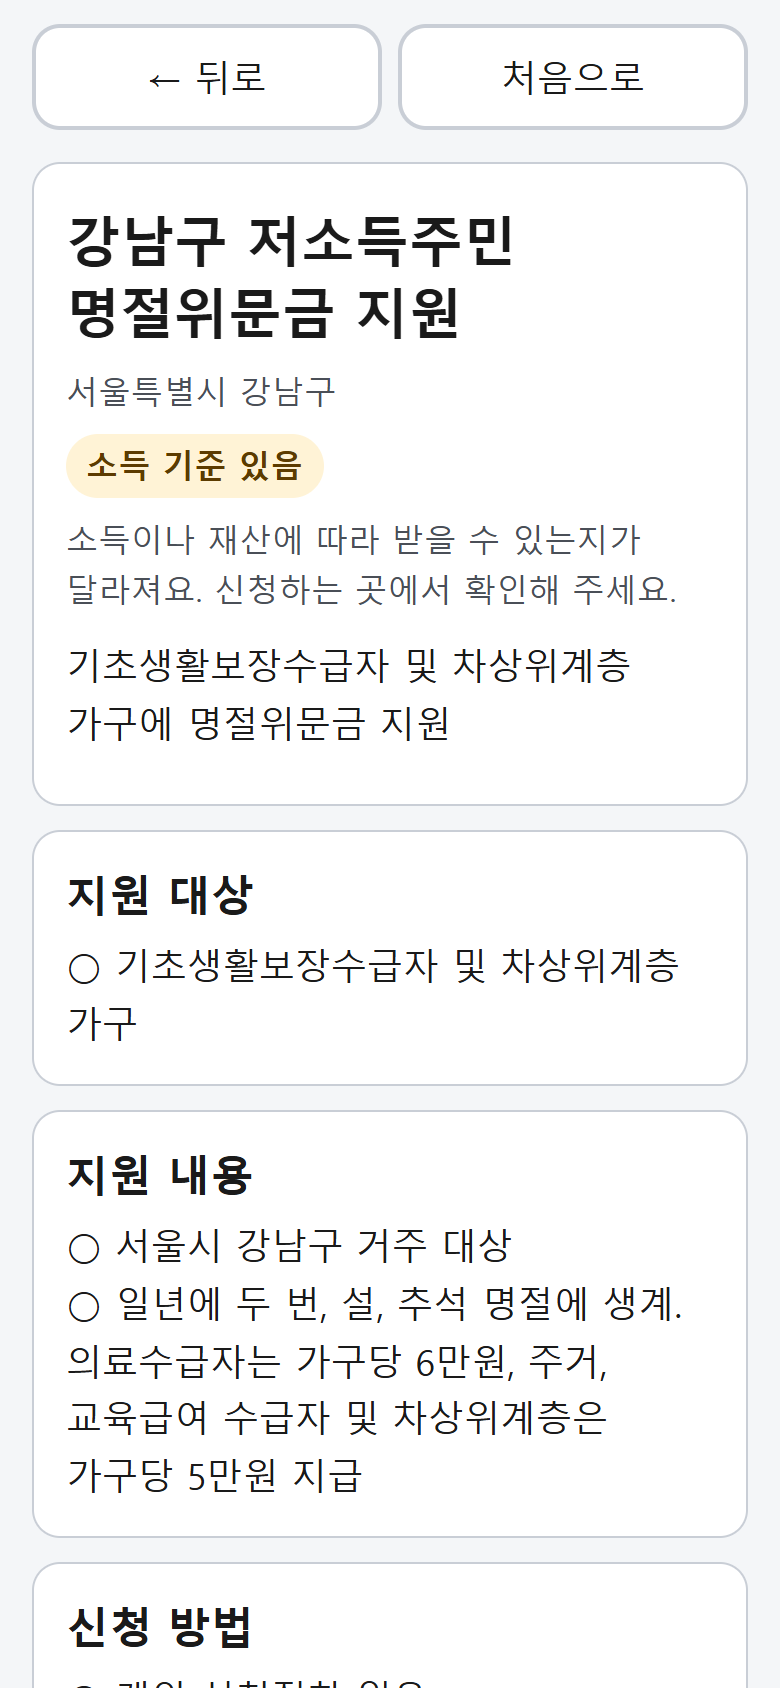 ← 뒤로
처음으로
강남구 저소득주민
명절위문금 지원
서울특별시 강남구
소득 기준 있음
소득이나 재산에 따라 받을 수 있는지가
달라져요. 신청하는 곳에서 확인해 주세요.
기초생활보장수급자 및 차상위계층
가구에 명절위문금 지원
지원 대상
○ 기초생활보장수급자 및 차상위계층
가구
지원 내용
○ 서울시 강남구 거주 대상
○ 일년에 두 번, 설, 추석 명절에 생계.
의료수급자는 가구당 6만원, 주거,
교육급여 수급자 및 차상위계층은
가구당 5만원 지급
신청 방법